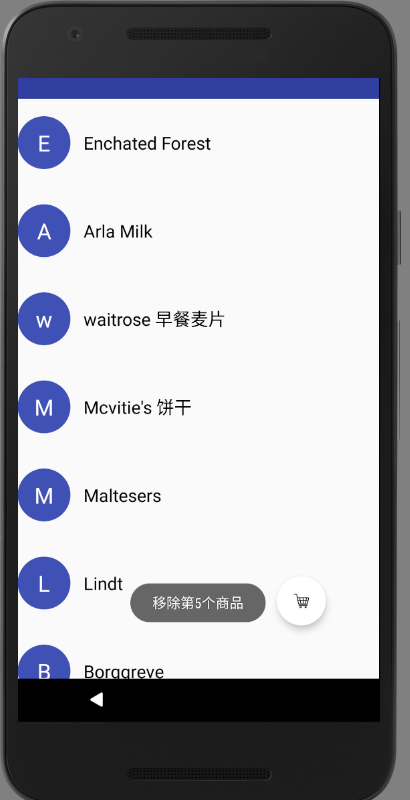 E Enchated Forest
A Arla Milk
w waitrose 早餐麦片
M Mcvitie's 饼干
M Maltesers
L Lindt
移除第5个商品
B Borggreve